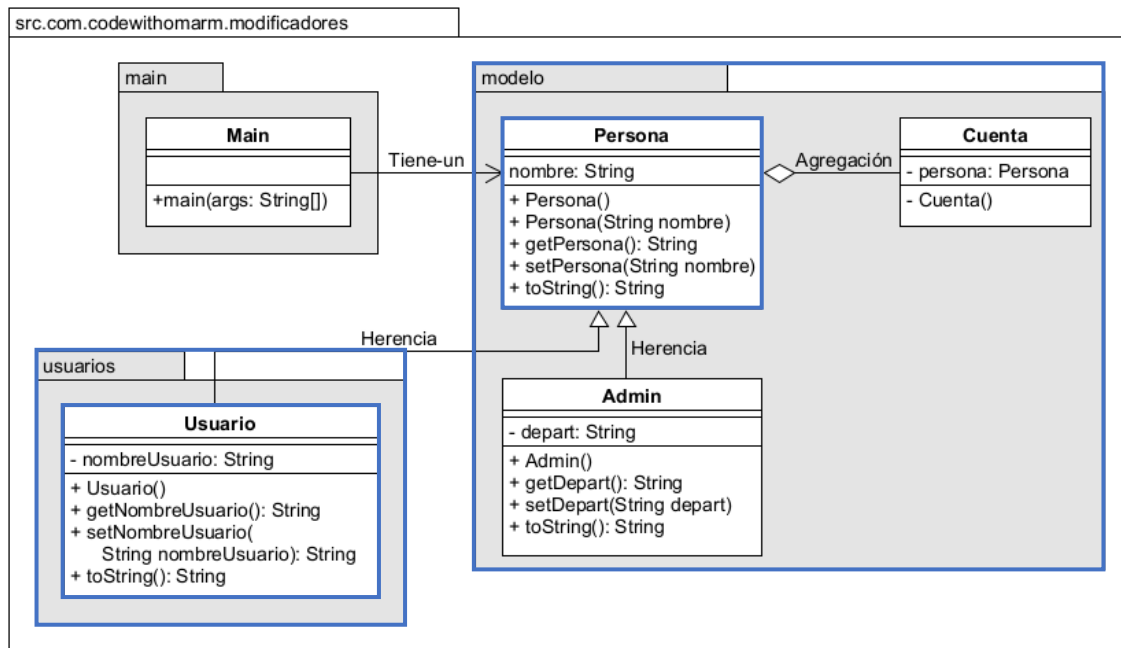 src.com.codewithomarm.modificadores
main
Main
+main(args: String[])
Tiene-un
modelo
Persona
nombre: String
+ Persona()
+ Persona(String nombre)
+ getPersona(): String
+ setPersona(String nombre)
+ toString(): String
Agregación
Cuenta
- persona: Persona
- Cuenta()
Herencia
Herencia
usuarios
Usuario
- nombreUsuario: String
+ Usuario()
+ getNombreUsuario(): String
+ setNombreUsuario(
String nombreUsuario): String
+ toString(): String
Admin
- depart: String
+ Admin()
+ getDepart(): String
+ setDepart(String depart)
+ toString(): String